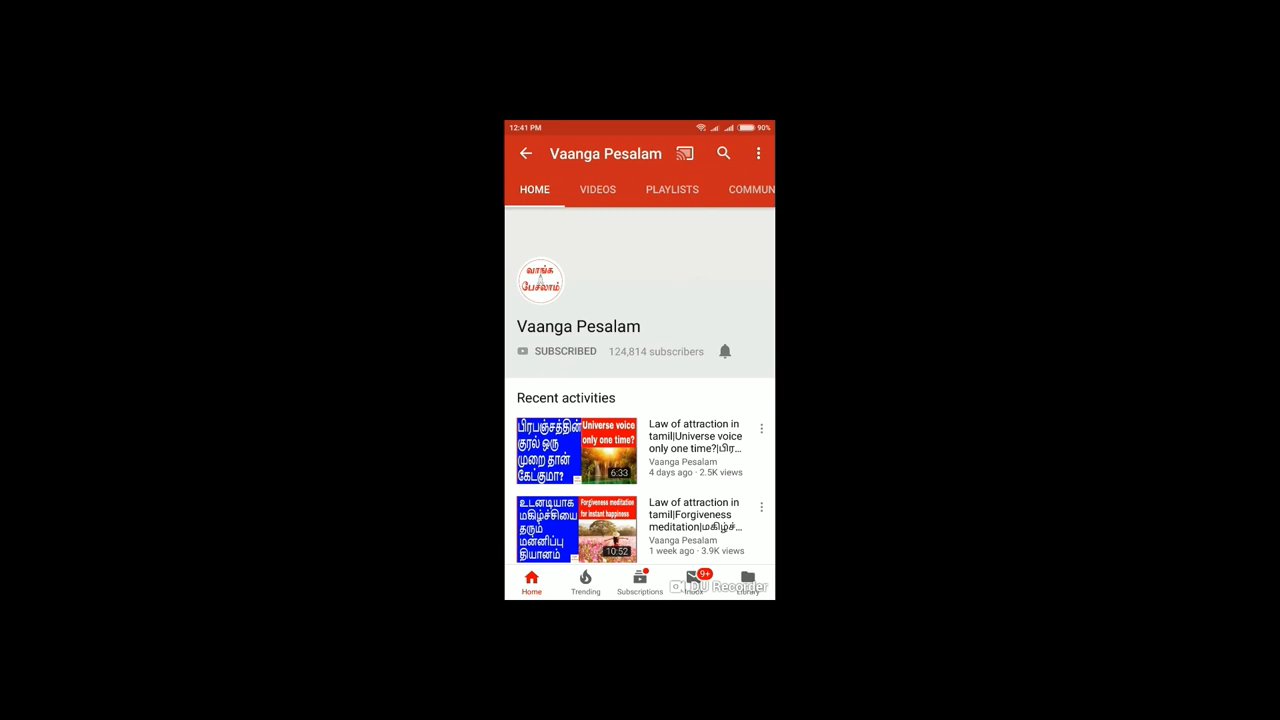 12:41 PM
90%
Vaanga Pesalam
HOME VIDEOS PLAYLISTS COMMUN
வாங்க
பேசலாம்
Vaanga Pesalam
SUBSCRIBED 124,814 subscribers
Recent activities
பிரபஞ்சத்தின்
குரல் ஒரு
முறை தான்
கேட்குமா?
Universe voice
only one time?
6:33
Law of attraction in
tamil|Universe voice
only one time?|பிர...
Vaanga Pesalam
4 days ago · 2.5K views
உடனடியாக
மகிழ்ச்சியை
தரும்
மன்னிப்பு
தியானம்
Forgiveness meditation
for instant happiness
10:52
Law of attraction in
tamil|Forgiveness
meditation|மகிழ்ச்...
Vaanga Pesalam
1 week ago · 3.9K views
9+
DU Recorder
Home Trending Subscriptions Inbox Library